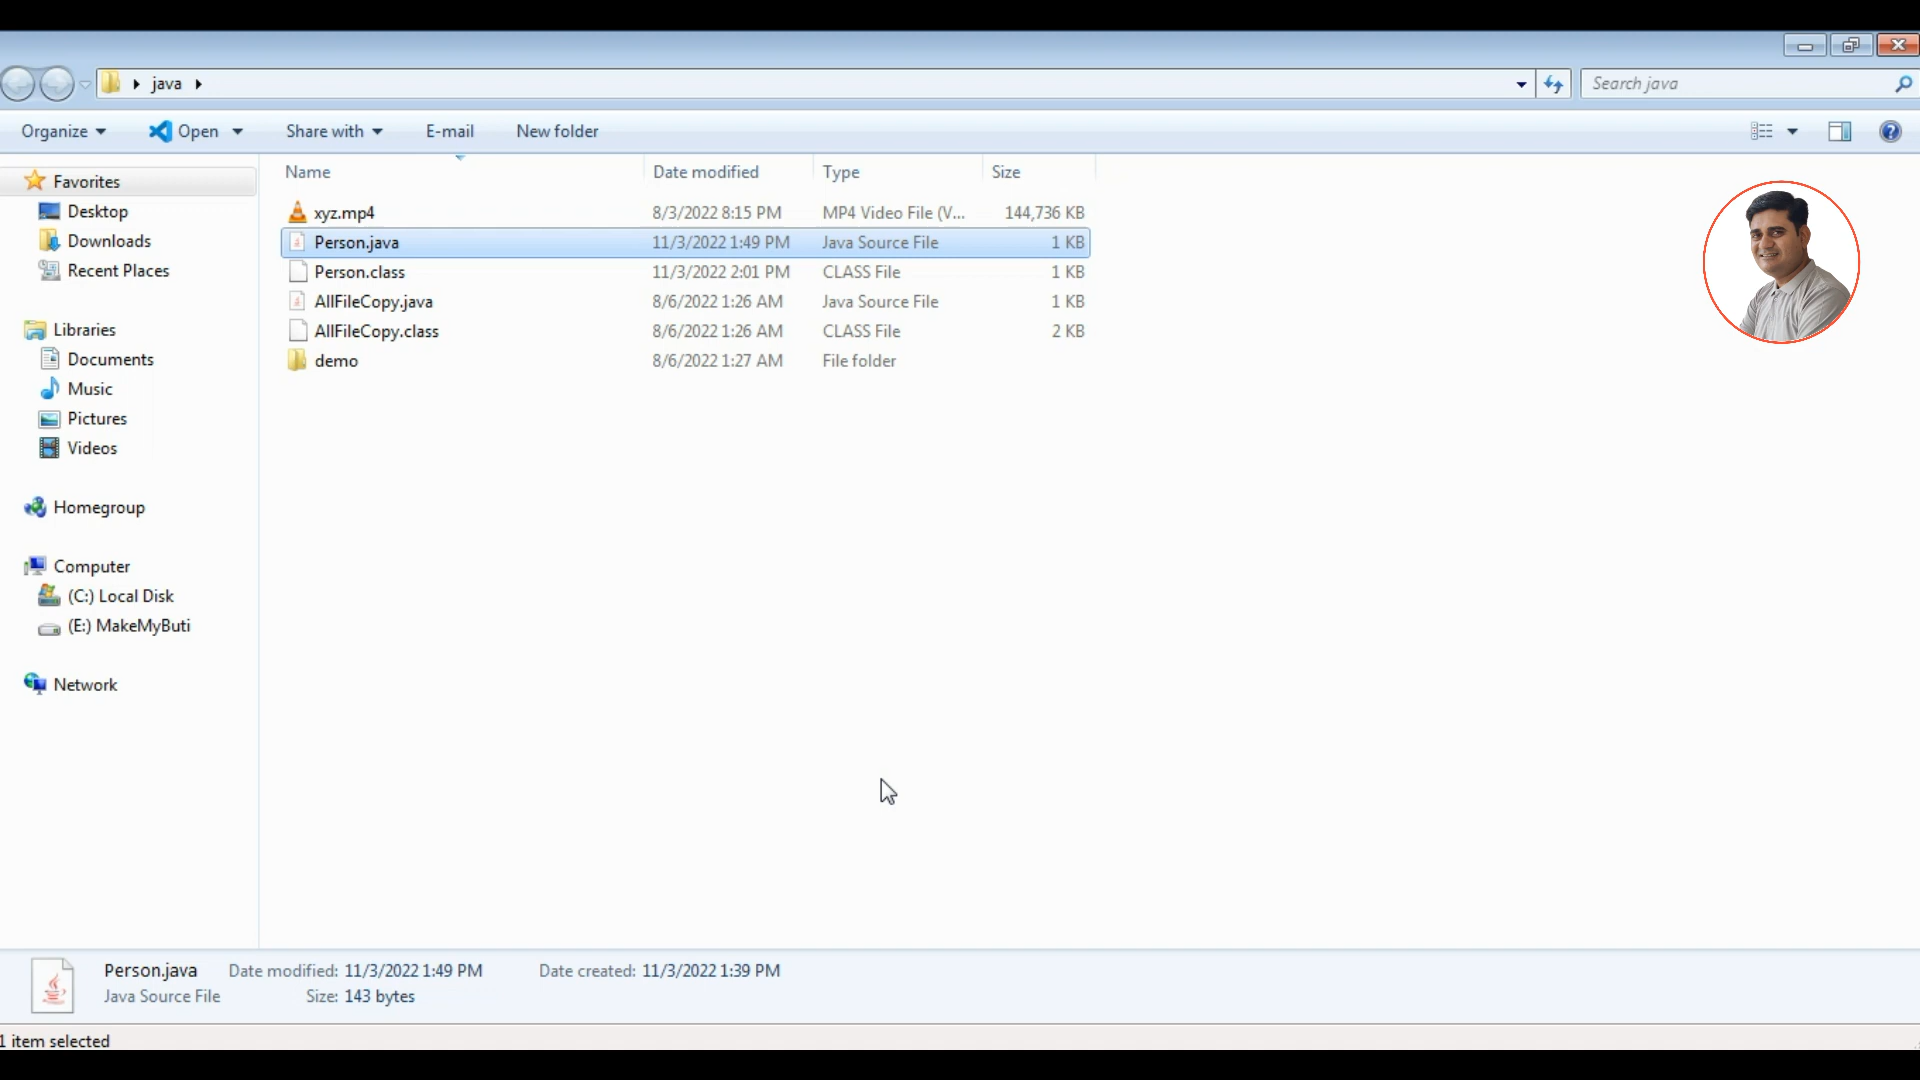 java
Search java
Organize Open Share with E-mail New folder
Name Date modified Type Size
Favorites
Desktop
Downloads
Recent Places
Libraries
Documents
Music
Pictures
Videos
Homegroup
Computer
(C:) Local Disk
(E:) MakeMyButi
Network
xyz.mp4 8/3/2022 8:15 PM MP4 Video File (V... 144,736 KB
Person.java 11/3/2022 1:49 PM Java Source File 1 KB
Person.class 11/3/2022 2:01 PM CLASS File 1 KB
AllFileCopy.java 8/6/2022 1:26 AM Java Source File 1 KB
AllFileCopy.class 8/6/2022 1:26 AM CLASS File 2 KB
demo 8/6/2022 1:27 AM File folder
Person.java Date modified: 11/3/2022 1:49 PM Date created: 11/3/2022 1:39 PM
Java Source File Size: 143 bytes
1 item selected